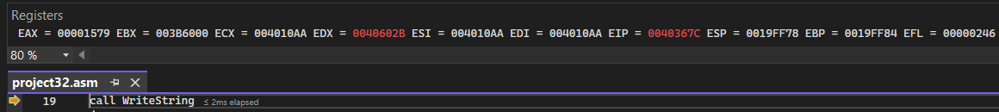 Registers
EAX = 00001579 EBX = 003B6000 ECX = 004010AA EDX = 0040602B ESI = 004010AA EDI = 004010AA EIP = 0040367C ESP = 0019FF78 EBP = 0019FF84 EFL = 00000246
80 %
project32.asm
19 call WriteString ≤ 2ms elapsed